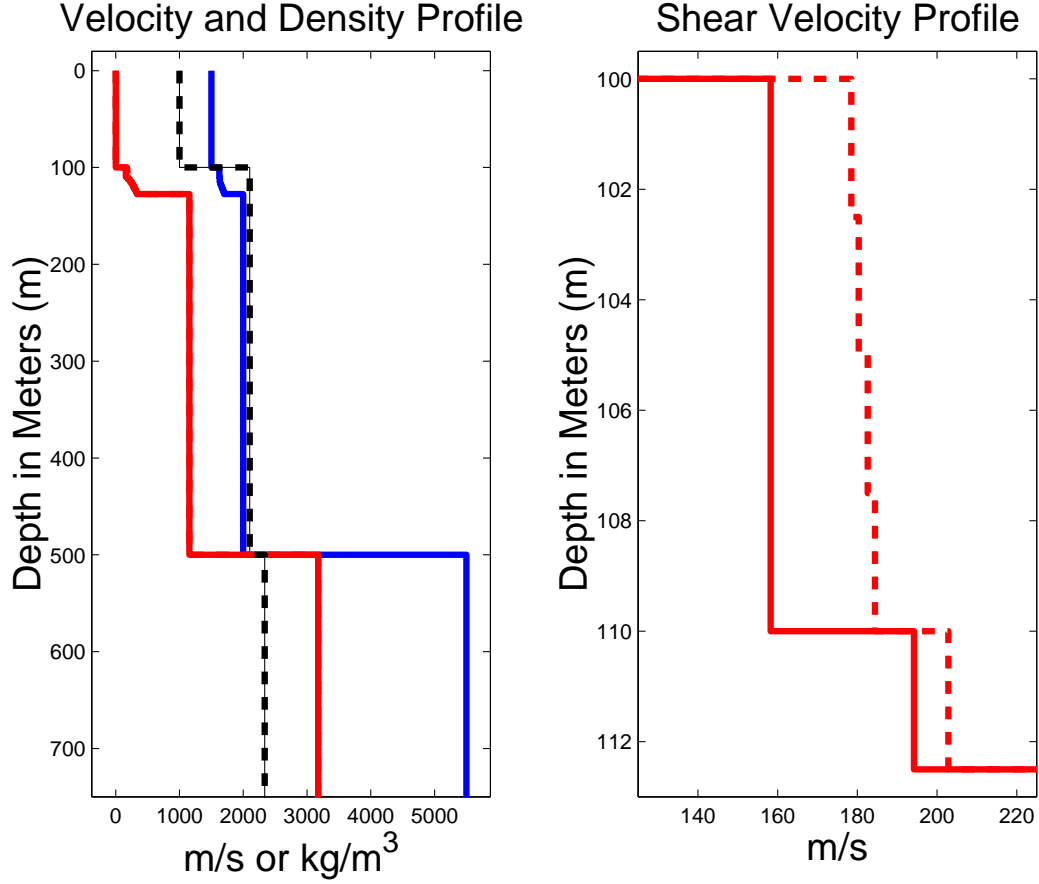 Velocity and Density Profile
0
100
200
300
400
500
600
700
Depth in Meters (m)
0 1000 2000 3000 4000 5000
m/s or kg/m³
Shear Velocity Profile
100
102
104
106
108
110
112
Depth in Meters (m)
140 160 180 200 220
m/s